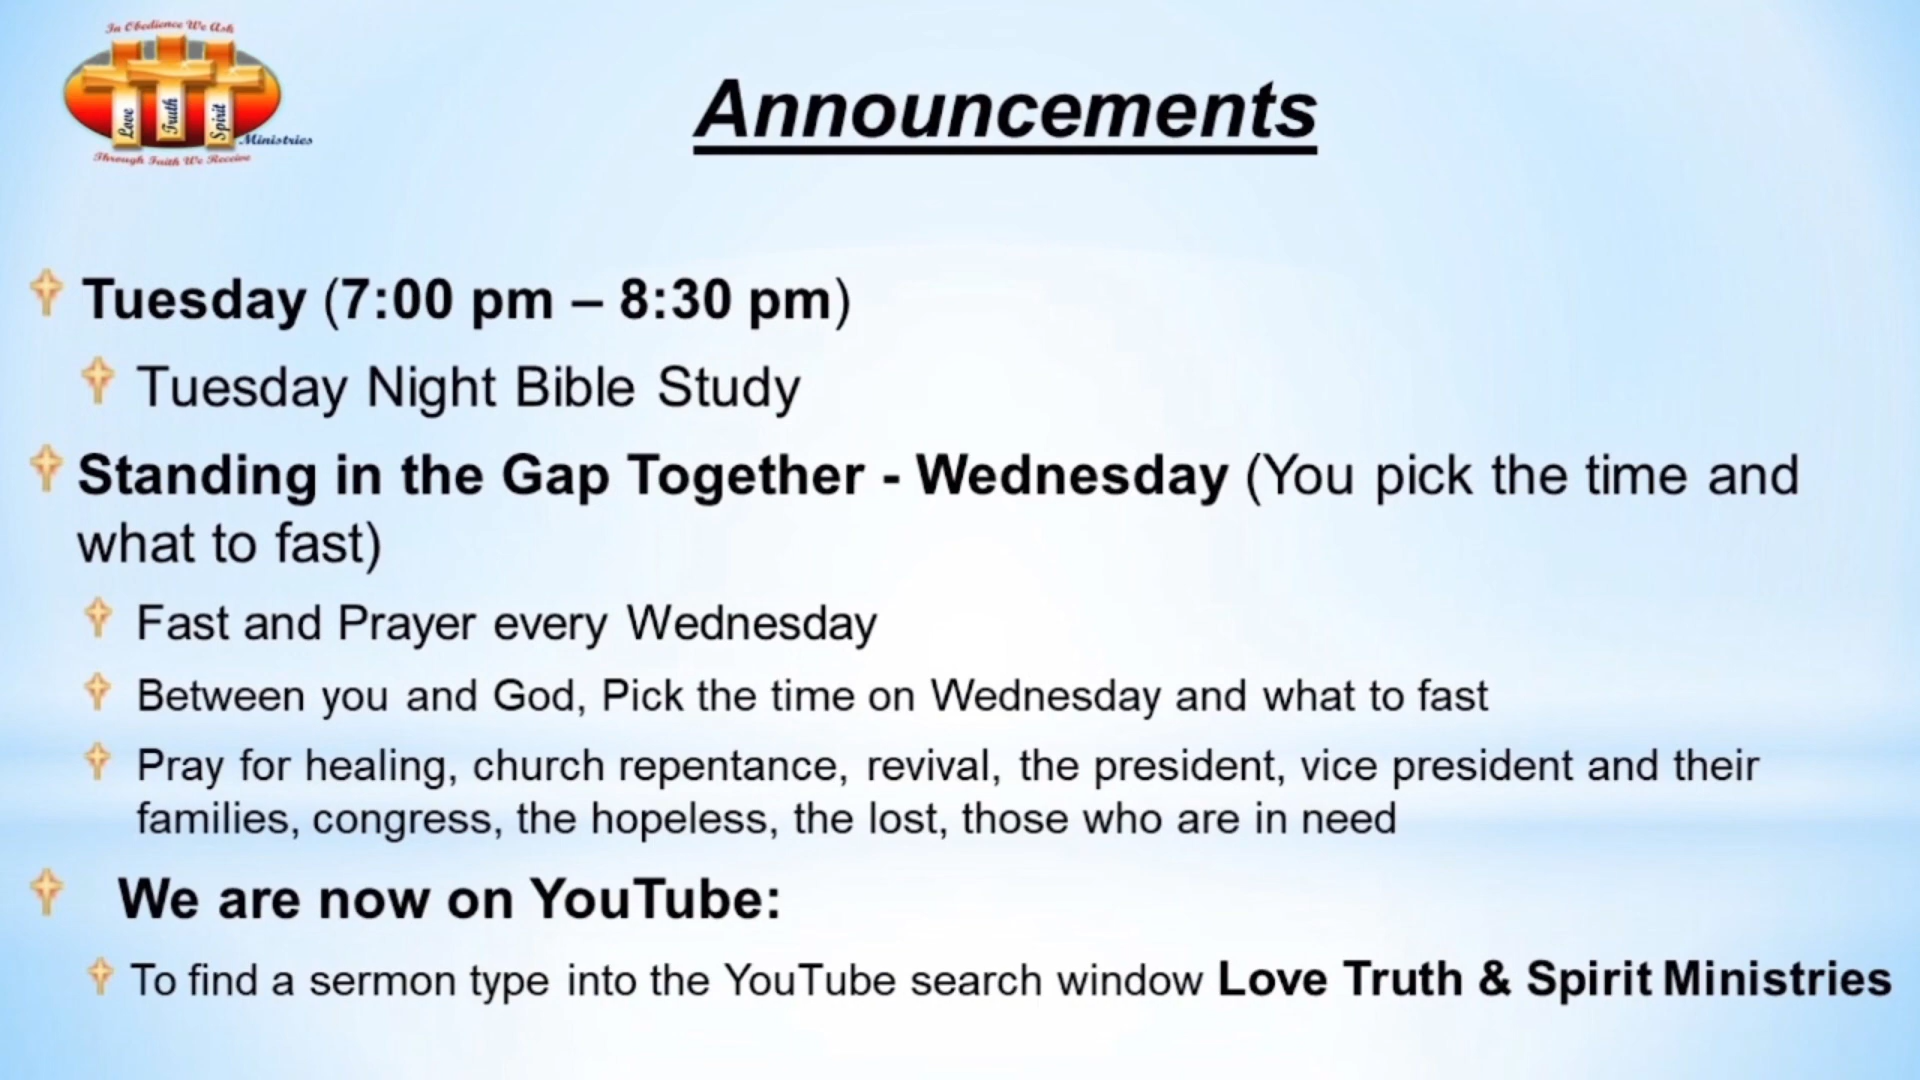 In Obedience We Ask
Love
Truth
Spirit
Ministries
Through Faith We Receive
Announcements
Tuesday (7:00 pm – 8:30 pm)
Tuesday Night Bible Study
Standing in the Gap Together - Wednesday (You pick the time and
what to fast)
Fast and Prayer every Wednesday
Between you and God, Pick the time on Wednesday and what to fast
Pray for healing, church repentance, revival, the president, vice president and their
families, congress, the hopeless, the lost, those who are in need
We are now on YouTube:
To find a sermon type into the YouTube search window Love Truth & Spirit Ministries